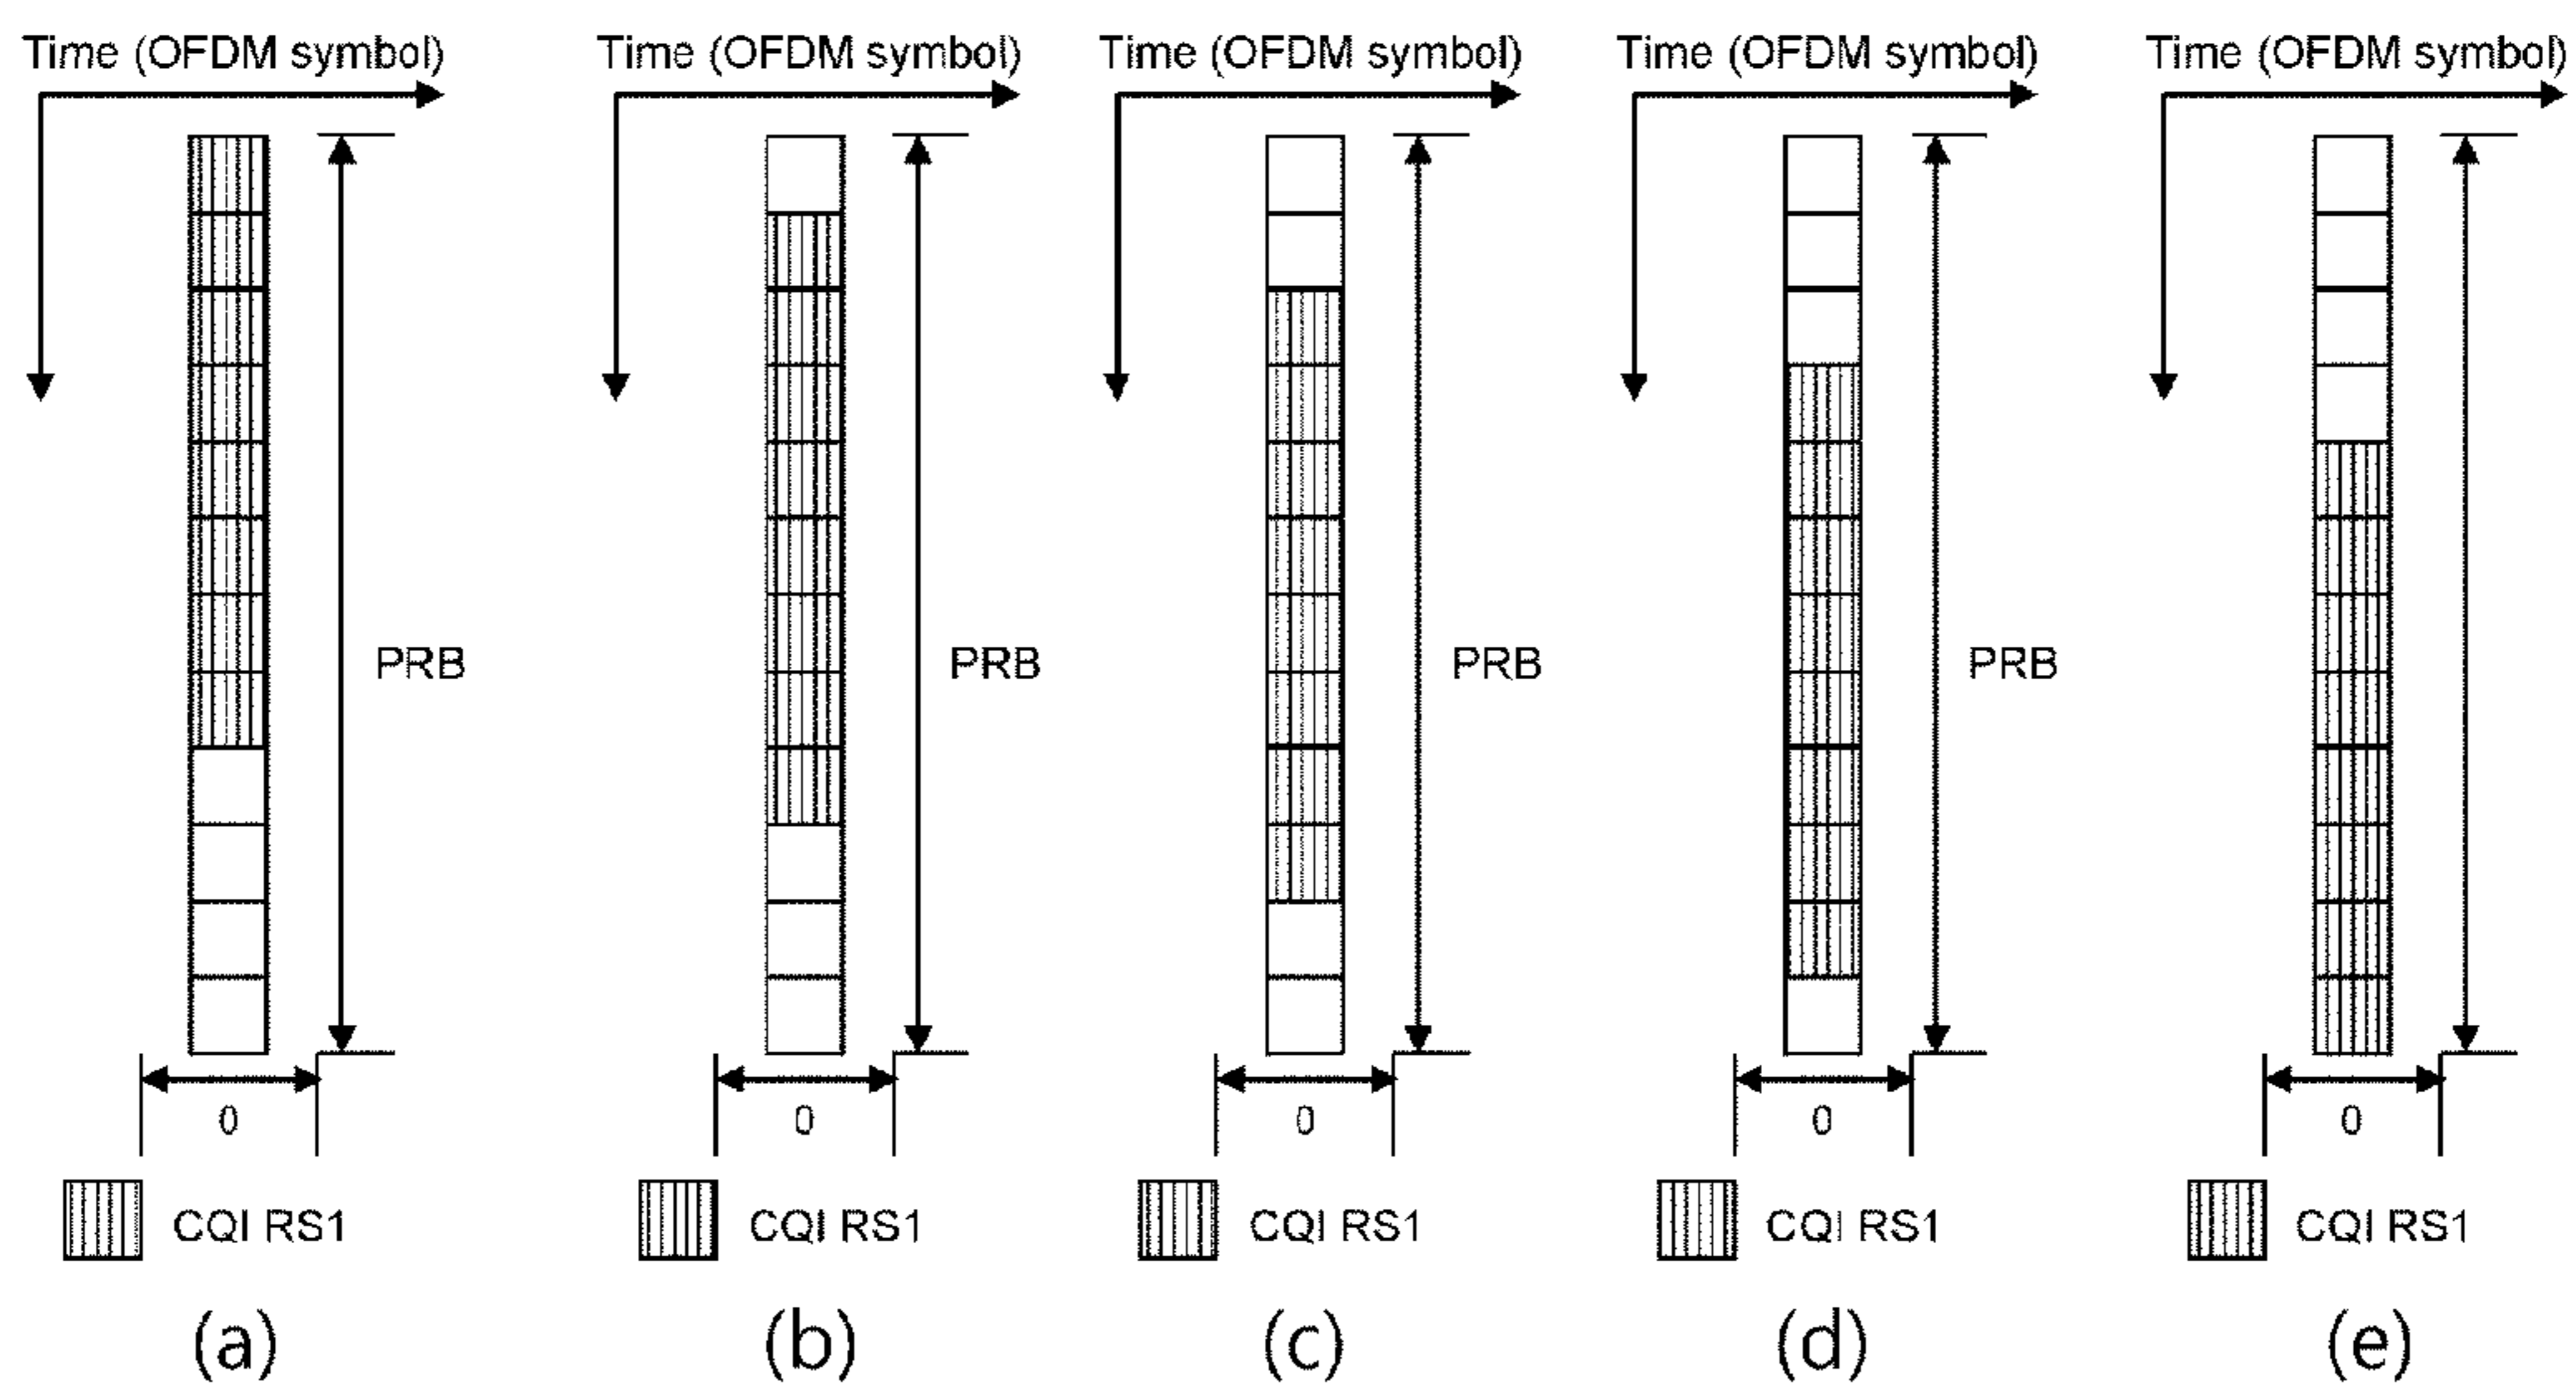 Time (OFDM symbol) Time (OFDM symbol) Time (OFDM symbol) Time (OFDM symbol) Time (OFDM symbol)
PRB PRB PRB PRB
0 0 0 0 0
CQI RS1 CQI RS1 CQI RS1 CQI RS1 CQI RS1
(a) (b) (c) (d) (e)